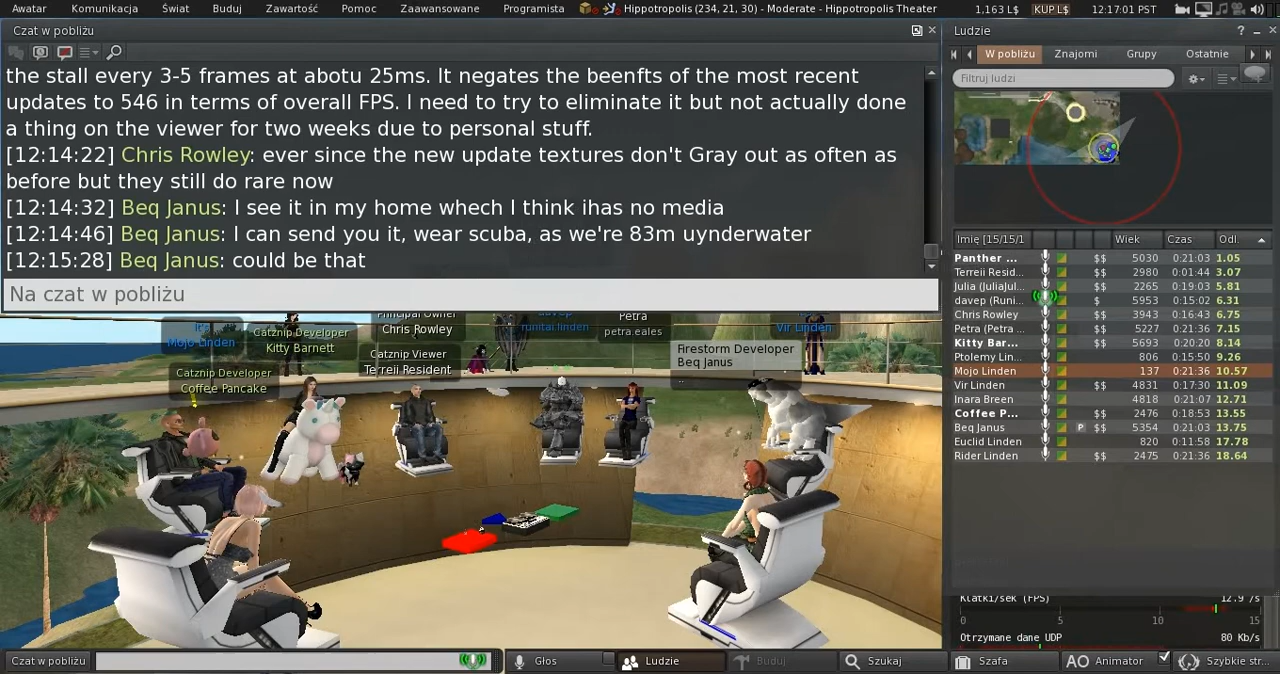 Awatar Komunikacja Świat Buduj Zawartość Pomoc Zaawansowane Programista Hippotropolis (234, 21, 30) - Moderate - Hippotropolis Theater 1,163 L$ KUP L$ 12:17:01 PST
Czat w pobliżu
the stall every 3-5 frames at abotu 25ms. It negates the beenfts of the most recent
updates to 546 in terms of overall FPS. I need to try to eliminate it but not actually done
a thing on the viewer for two weeks due to personal stuff.
[12:14:22] Chris Rowley: ever since the new update textures don't Gray out as often as
before but they still do rare now
[12:14:32] Beq Janus: I see it in my home whech I think ihas no media
[12:14:46] Beq Janus: I can send you it, wear scuba, as we're 83m uynderwater
[12:15:28] Beq Janus: could be that
Na czat w pobliżu
Mojo Linden
Catznip Developer
Kitty Barnett
Catznip Developer
Coffee Pancake
Principal Owner
Chris Rowley
Catznip Viewer
Terreii Resident
runitai.linden
Petra
petra.eales
Vir Linden
Firestorm Developer
Beq Janus
Ludzie
W pobliżu Znajomi Grupy Ostatnie
Filtruj ludzi
Imię [15/15/1 Wiek Czas Odl.
Panther ... $$ 5030 0:21:03 1.05
Terreii Resid... $$ 2980 0:01:44 3.07
Julia (JuliaJul... $$ 2265 0:19:03 5.81
davep (Runi... $ 5953 0:15:02 6.31
Chris Rowley $$ 3943 0:16:43 6.75
Petra (Petra ... $$ 5227 0:21:36 7.15
Kitty Bar... $$ 5693 0:20:20 8.14
Ptolemy Lin... 806 0:15:50 9.26
Mojo Linden 137 0:21:36 10.57
Vir Linden $$ 4831 0:17:30 11.09
Inara Breen 4818 0:21:07 12.71
Coffee P... $$ 2476 0:18:53 13.55
Beq Janus P $$ 5354 0:21:03 13.75
Euclid Linden 820 0:11:58 17.78
Rider Linden $$ 2475 0:21:36 18.64
Klatki/sek (FPS) 12.9 /s
0 5 10 15
Otrzymane dane UDP 80 Kb/s
Czat w pobliżu Głos Ludzie Buduj Szukaj Szafa AO Animator Szybkie str...